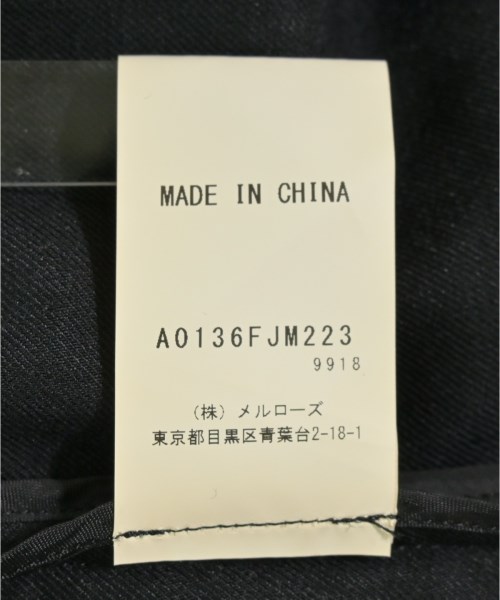 MADE IN CHINA
A0136FJM223
9918
(株) メルローズ
東京都目黒区青葉台2-18-1